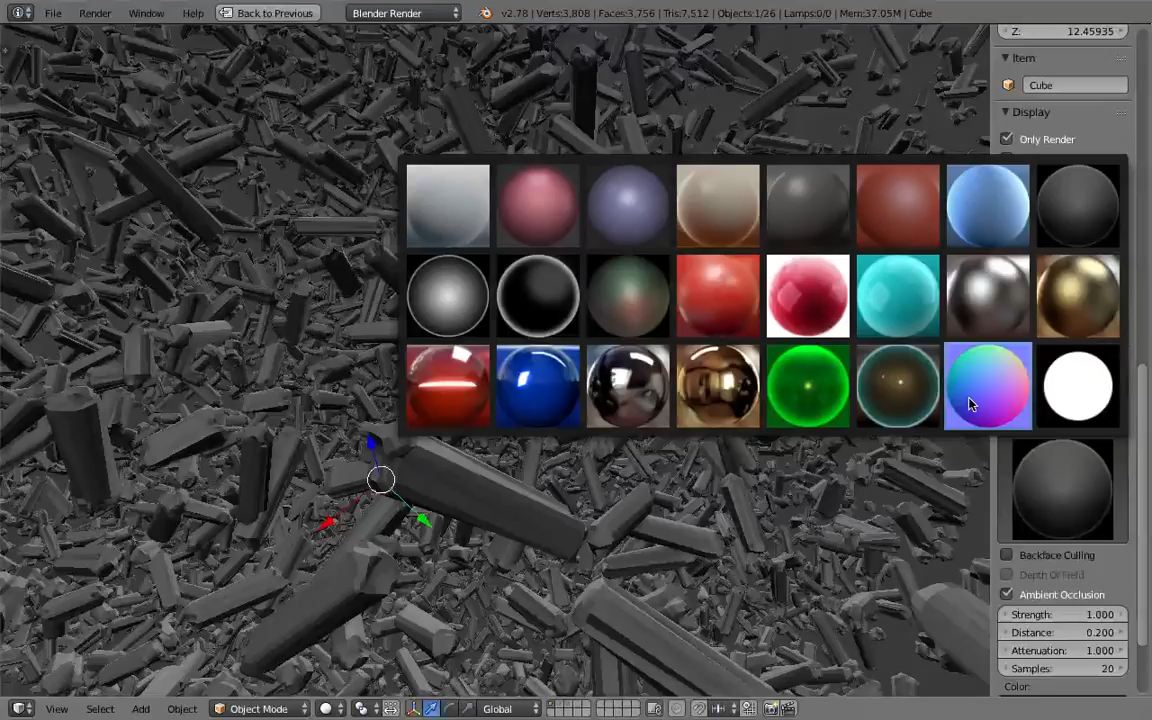 File Render Window Help Back to Previous Blender Render v2.78 | Verts:3,808 | Faces:3,756 | Tris:7,512 | Objects:1/26 | Lamps:0/0 | Mem:37.05M | Cube
Z: 12.45935
Item
Cube
Display
Only Render
Backface Culling
Depth Of Field
Ambient Occlusion
Strength: 1.000
Distance: 0.200
Attenuation: 1.000
Samples: 20
Color:
View Select Add Object Object Mode Global